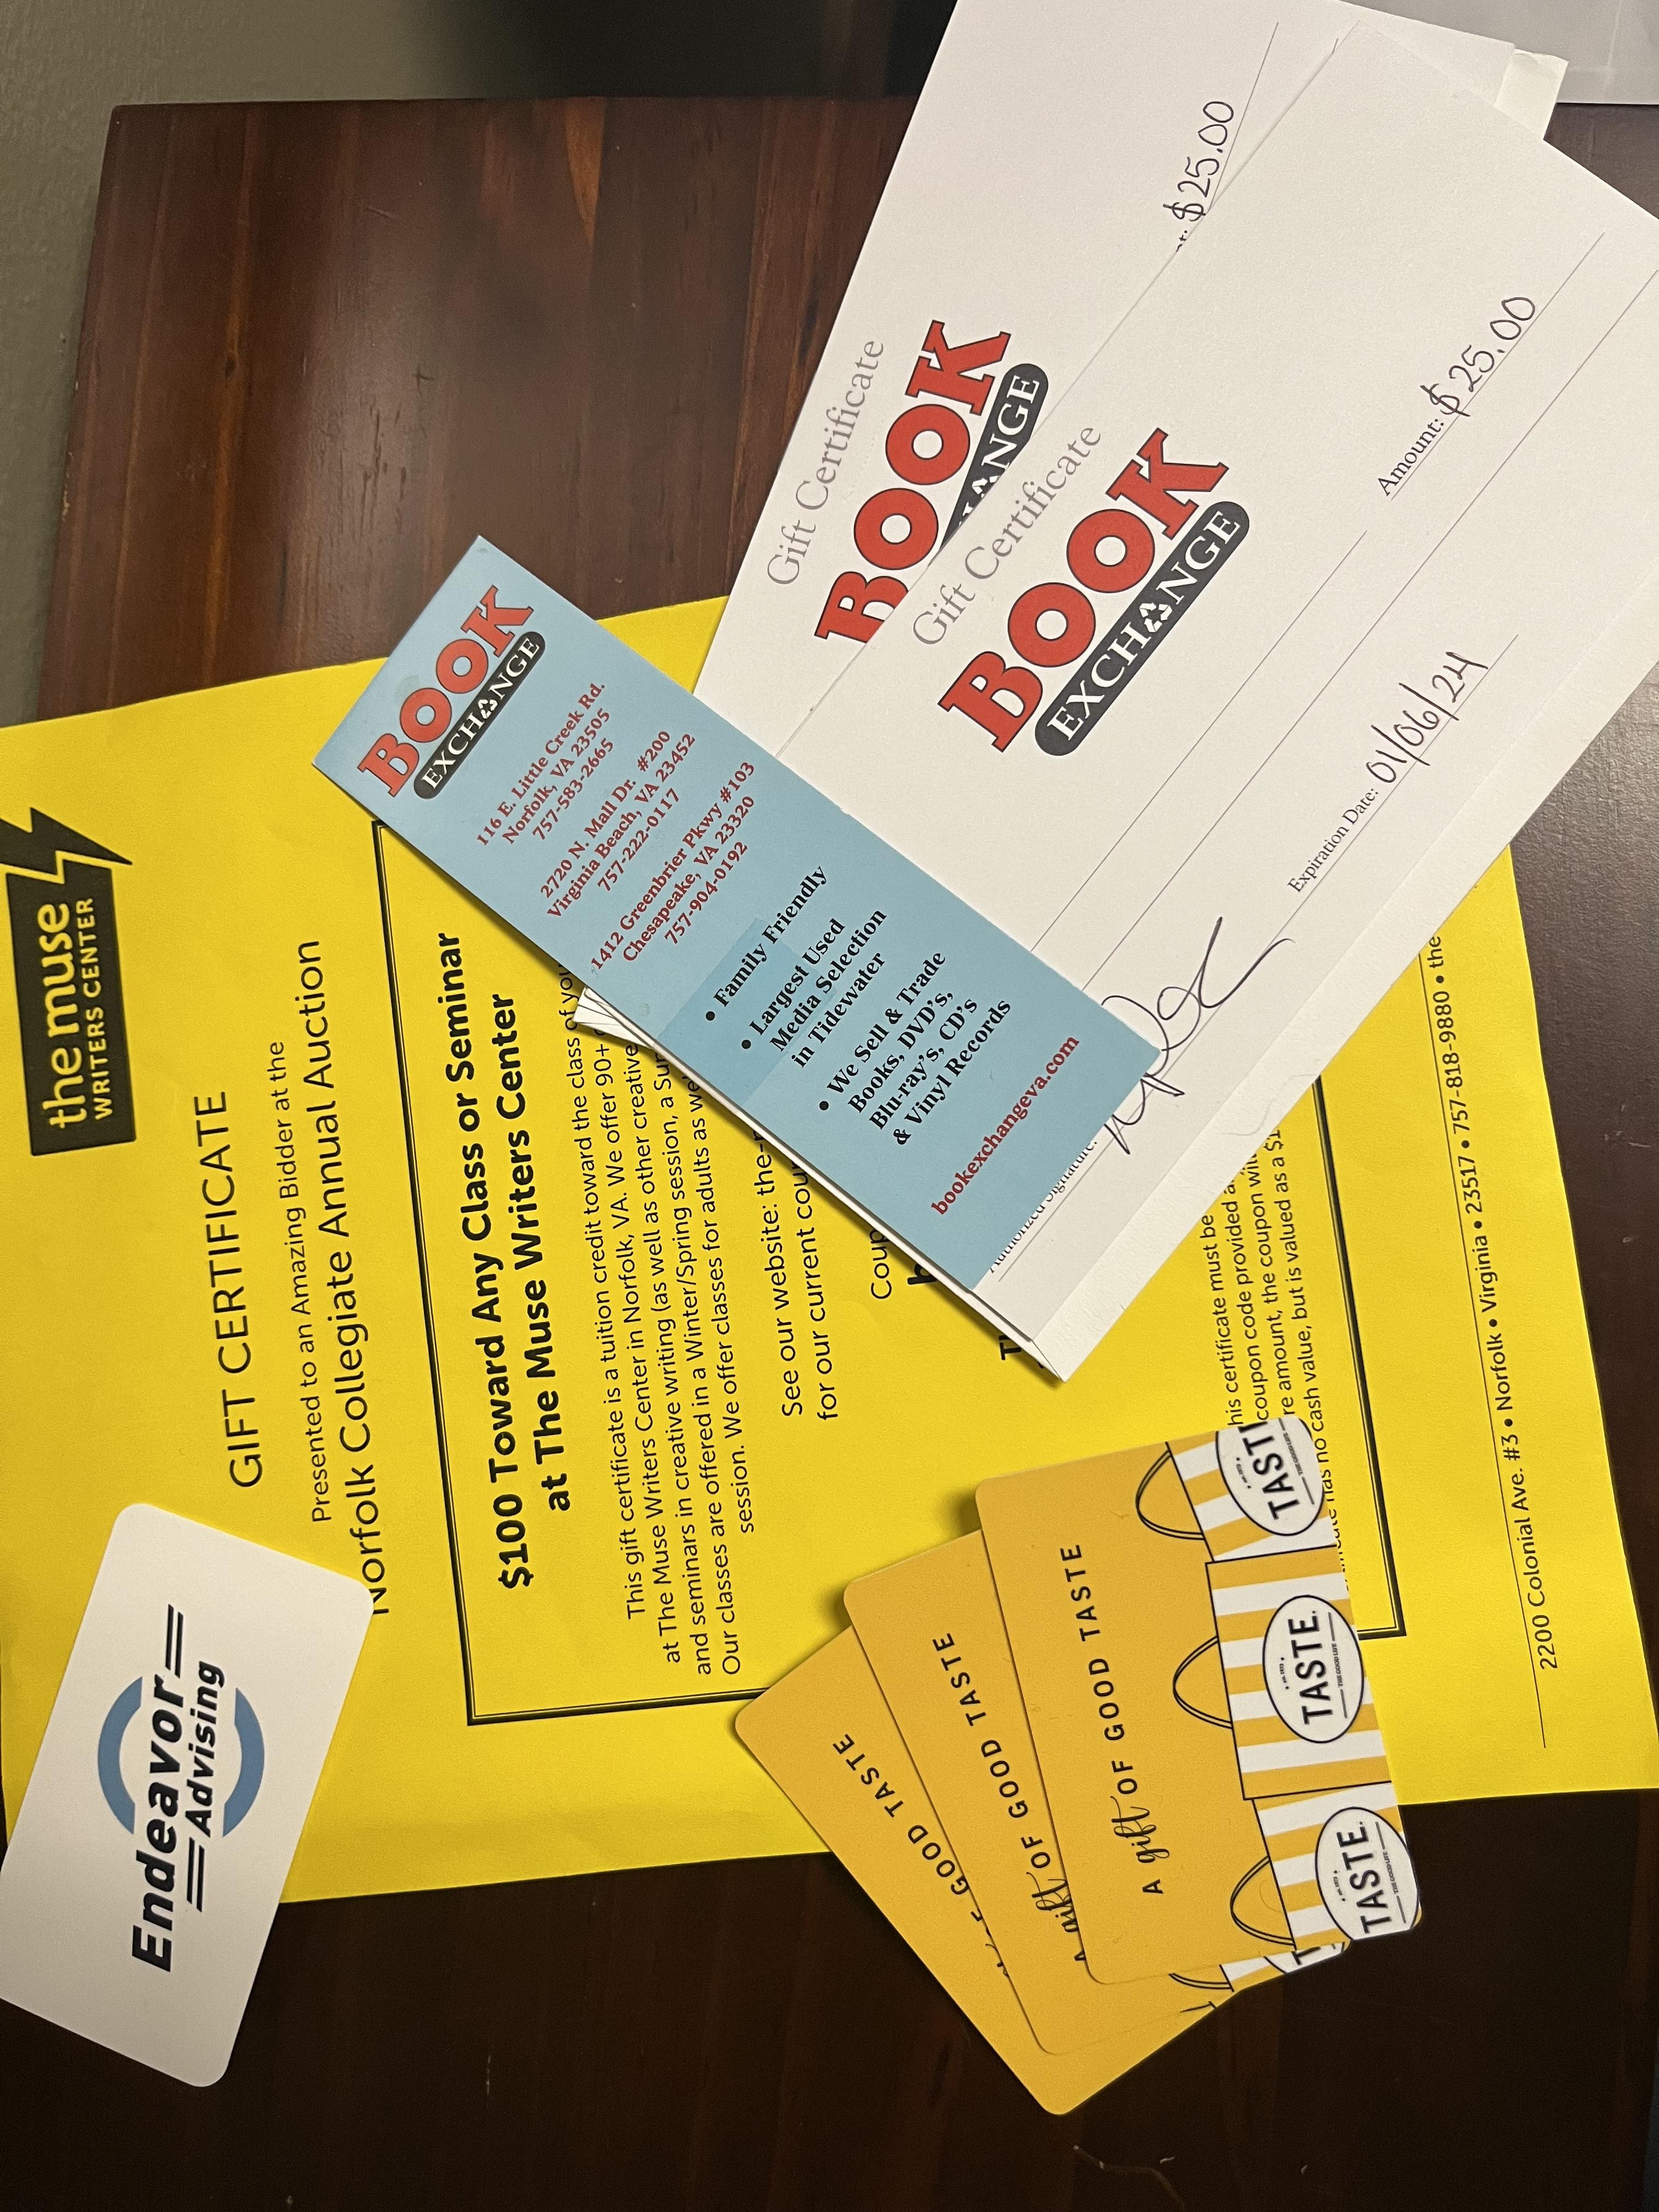 the muse
WRITERS CENTER
GIFT CERTIFICATE
Presented to an Amazing Bidder at the
Norfolk Collegiate Annual Auction
$100 Toward Any Class or Seminar
at The Muse Writers Center
This gift certificate is a tuition credit toward the class of
at The Muse Writers Center in Norfolk, VA. We offer 90+
and seminars in creative writing (as well as other creative
Our classes are offered in a Winter/Spring session, a
session. We offer classes for adults as
See our website:
for our current
certificate must be
coupon code provided
amount, the coupon
has no cash value, but is valued as a
2200 Colonial Ave. #3 • Norfolk • Virginia • 23517 • 757-818-9880 • the
Endeavor
Advising
BOOK
EXCHANGE
116 E. Little Creek Rd.
Norfolk, VA 23505
757-583-2665
2720 N. Mall Dr. #200
Virginia Beach, VA 23452
757-222-0117
1412 Greenbrier Pkwy #103
Chesapeake, VA 23320
757-904-0192
• Family Friendly
• Largest Used
Media Selection
in Tidewater
• We Sell & Trade
Books, DVD's,
Blu-ray's, CD's
& Vinyl Records
bookexchangeva.com
Gift Certificate
BOOK
EXCHANGE
$25.00
Gift Certificate
BOOK
EXCHANGE
Amount: $25.00
Expiration Date: 01/06/24
Authorized Signature:
GOOD TASTE
A gift OF GOOD TASTE
A gift OF GOOD TASTE
TASTE.
THE GOOD LIFE
TASTE.
THE GOOD LIFE
TASTE